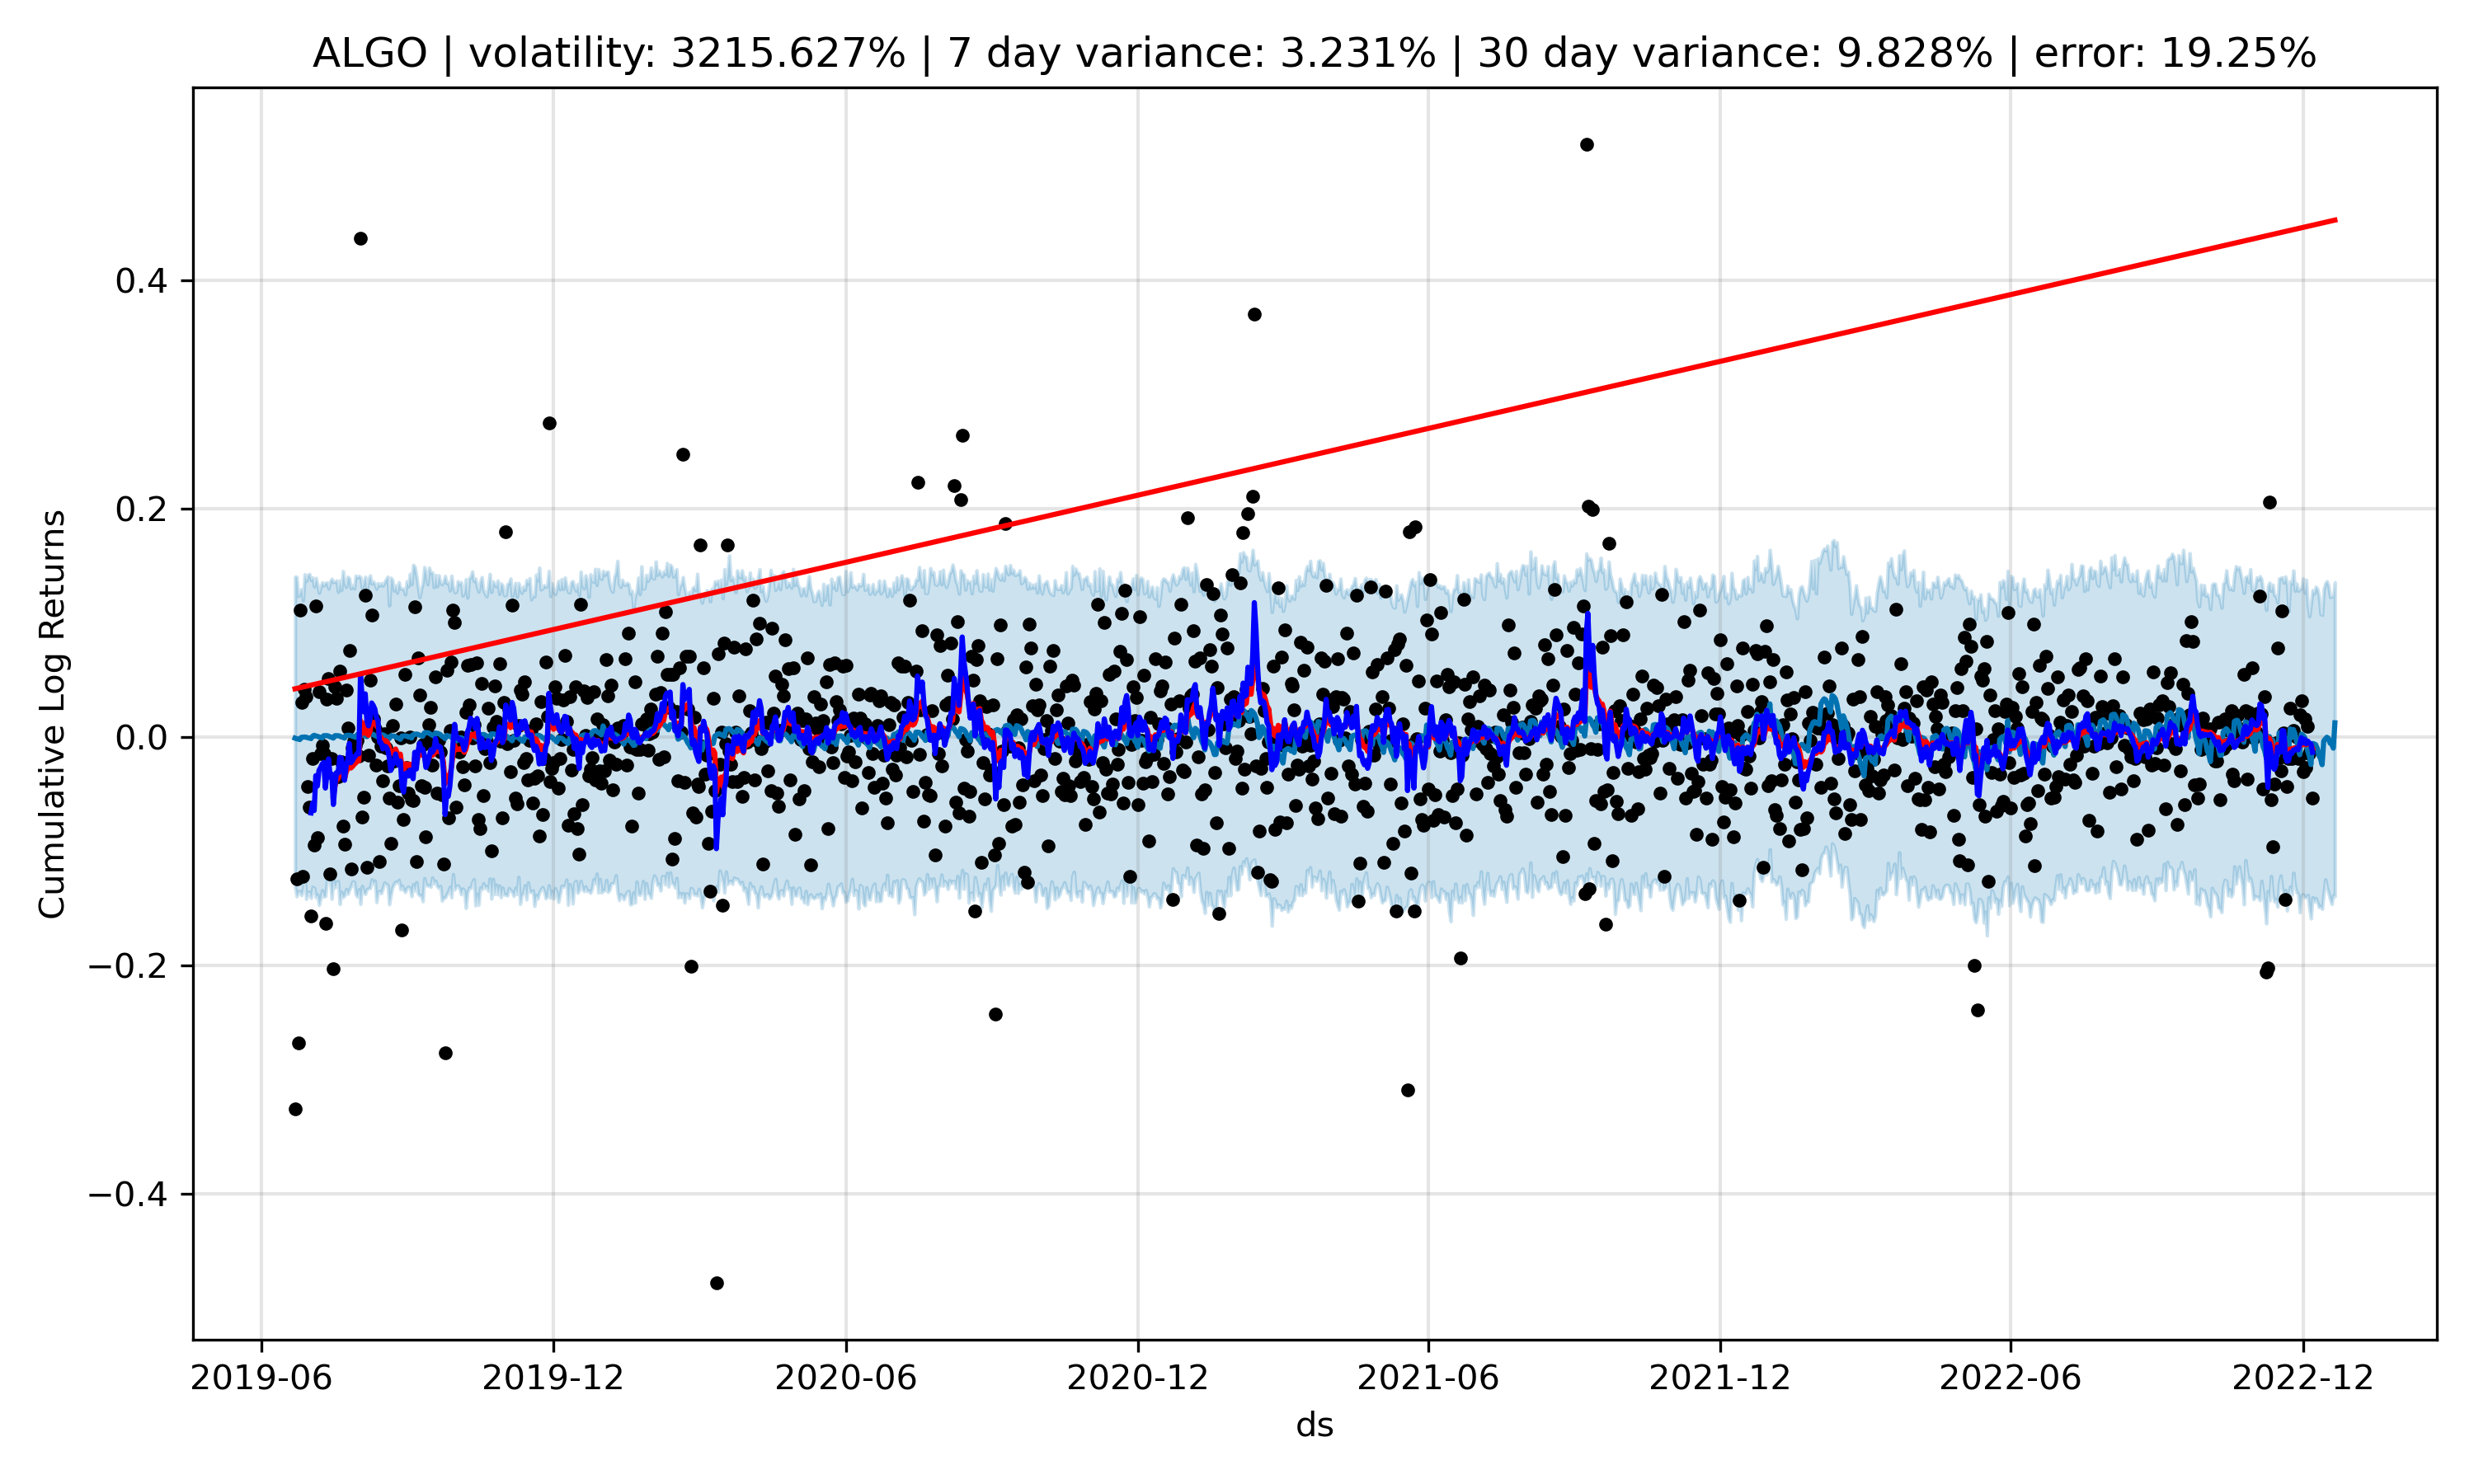 ALGO | volatility: 3215.627% | 7 day variance: 3.231% | 30 day variance: 9.828% | error: 19.25%
Cumulative Log Returns
0.4
0.2
0.0
−0.2
−0.4
2019-06 2019-12 2020-06 2020-12 2021-06 2021-12 2022-06 2022-12
ds